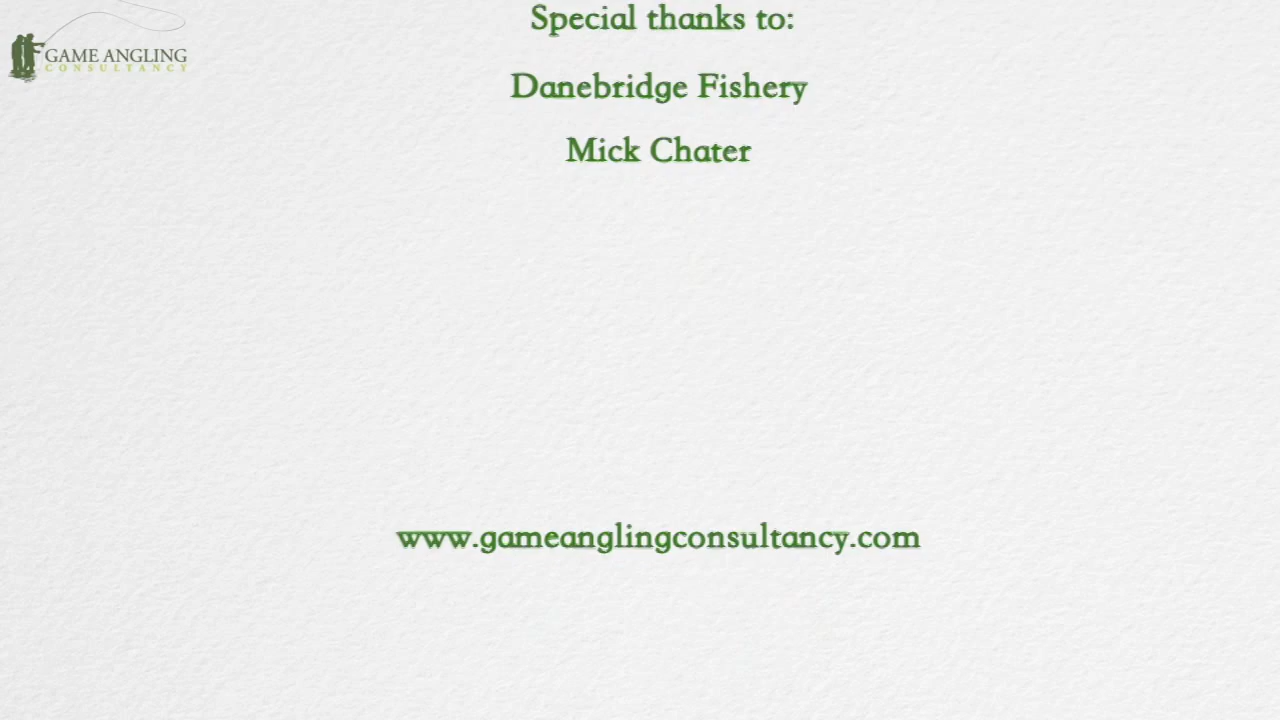 GAME ANGLING
CONSULTANCY
Special thanks to:
Danebridge Fishery
Mick Chater
www.gameanglingconsultancy.com